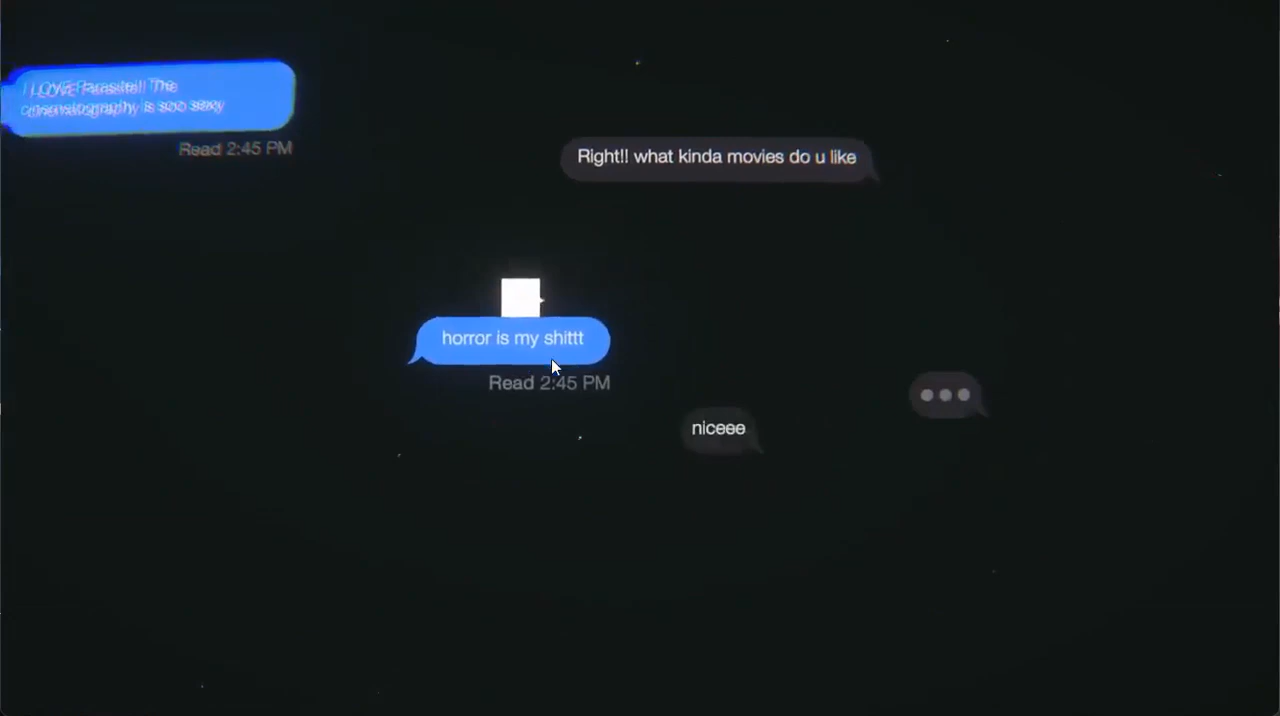 I LOVE Parasite!! The
cinematography is soo sexy
Read 2:45 PM
Right!! what kinda movies do u like
horror is my shittt
Read 2:45 PM
niceee